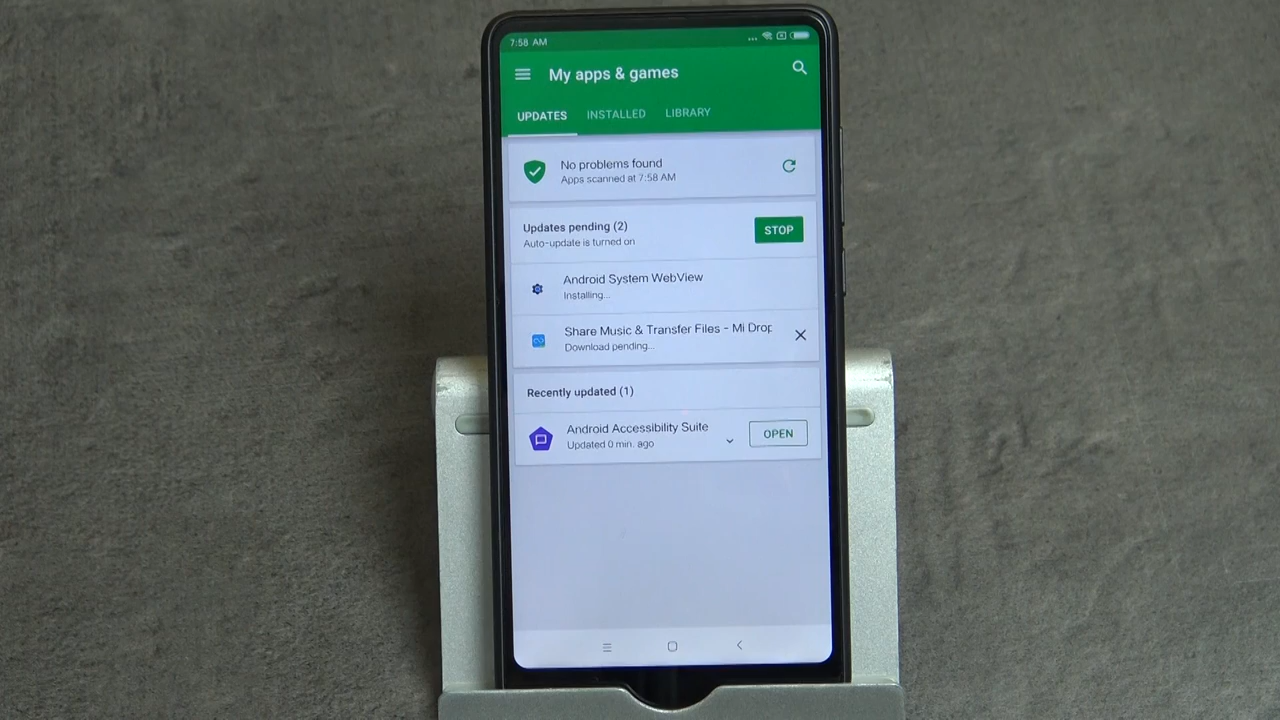 7:58 AM
My apps & games
UPDATES INSTALLED LIBRARY
No problems found
Apps scanned at 7:58 AM
Updates pending (2)
Auto-update is turned on
STOP
Android System WebView
Installing...
Share Music & Transfer Files - Mi Drop
Download pending...
Recently updated (1)
Android Accessibility Suite
Updated 0 min. ago
OPEN